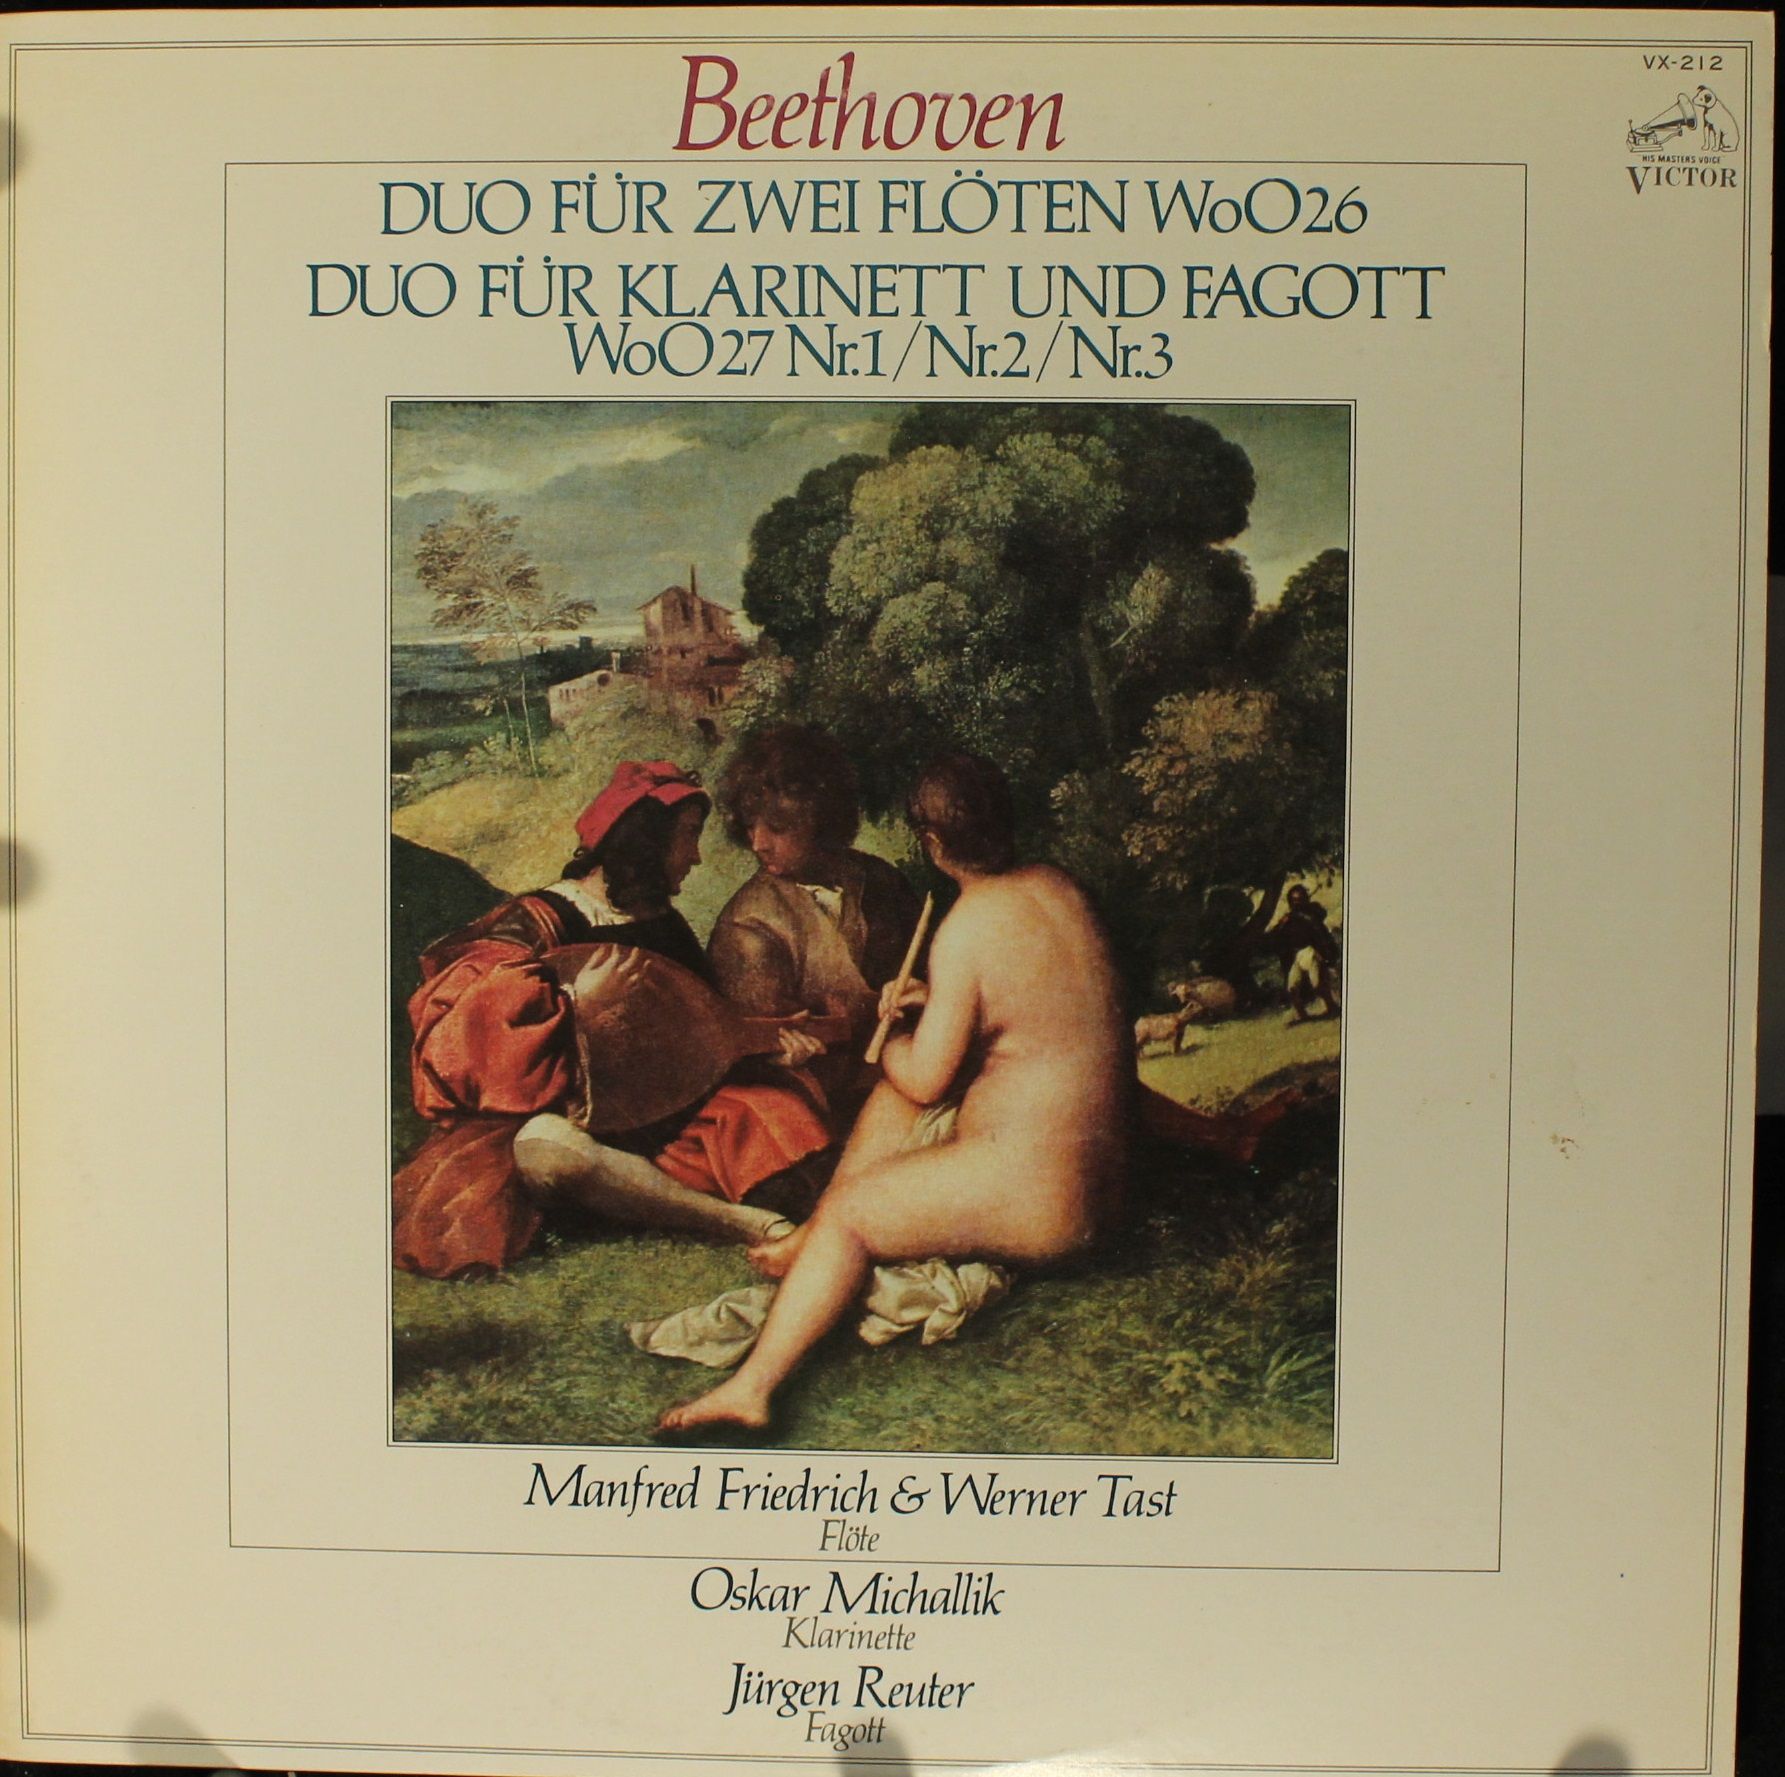 VX-212
HIS MASTER'S VOICE
VICTOR
Beethoven
DUO FÜR ZWEI FLÖTEN WoO26
DUO FÜR KLARINETT UND FAGOTT
WoO27 Nr.1/Nr.2/Nr.3
Manfred Friedrich & Werner Tast
Flöte
Oskar Michallik
Klarinette
Jürgen Reuter
Fagott